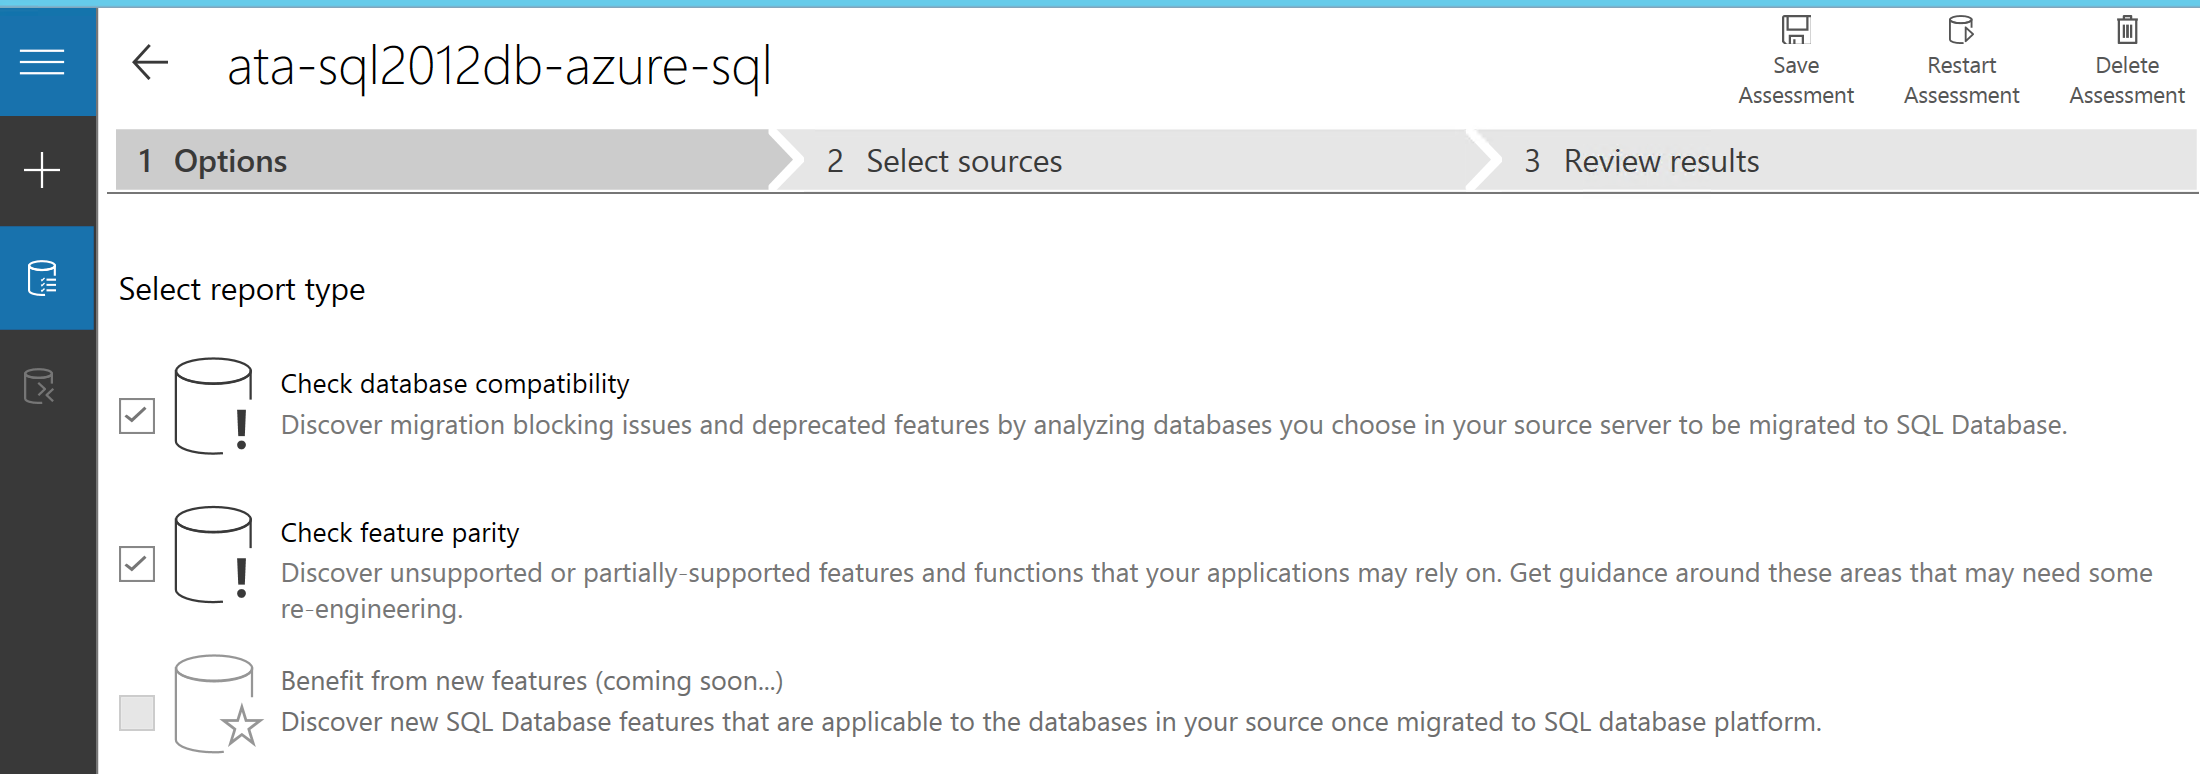 ata-sql2012db-azure-sql
Save
Assessment
Restart
Assessment
Delete
Assessment
1 Options
2 Select sources
3 Review results
Select report type
Check database compatibility
Discover migration blocking issues and deprecated features by analyzing databases you choose in your source server to be migrated to SQL Database.
Check feature parity
Discover unsupported or partially-supported features and functions that your applications may rely on. Get guidance around these areas that may need some
re-engineering.
Benefit from new features (coming soon...)
Discover new SQL Database features that are applicable to the databases in your source once migrated to SQL database platform.